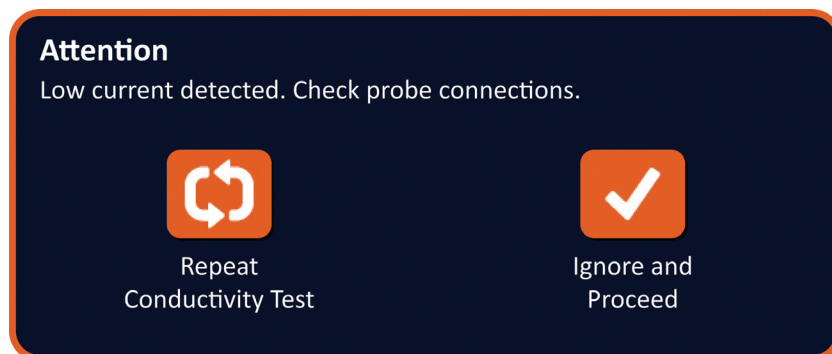 Attention
Low current detected. Check probe connections.
Repeat
Conductivity Test
Ignore and
Proceed